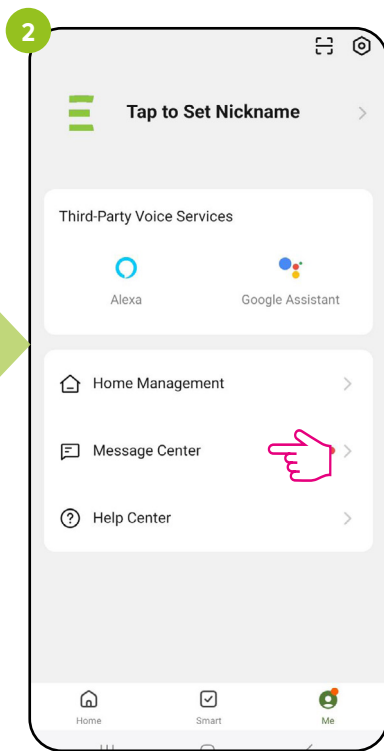 2
Tap to Set Nickname
Third-Party Voice Services
Alexa
Google Assistant
Home Management
Message Center
Help Center
Home
Smart
Me